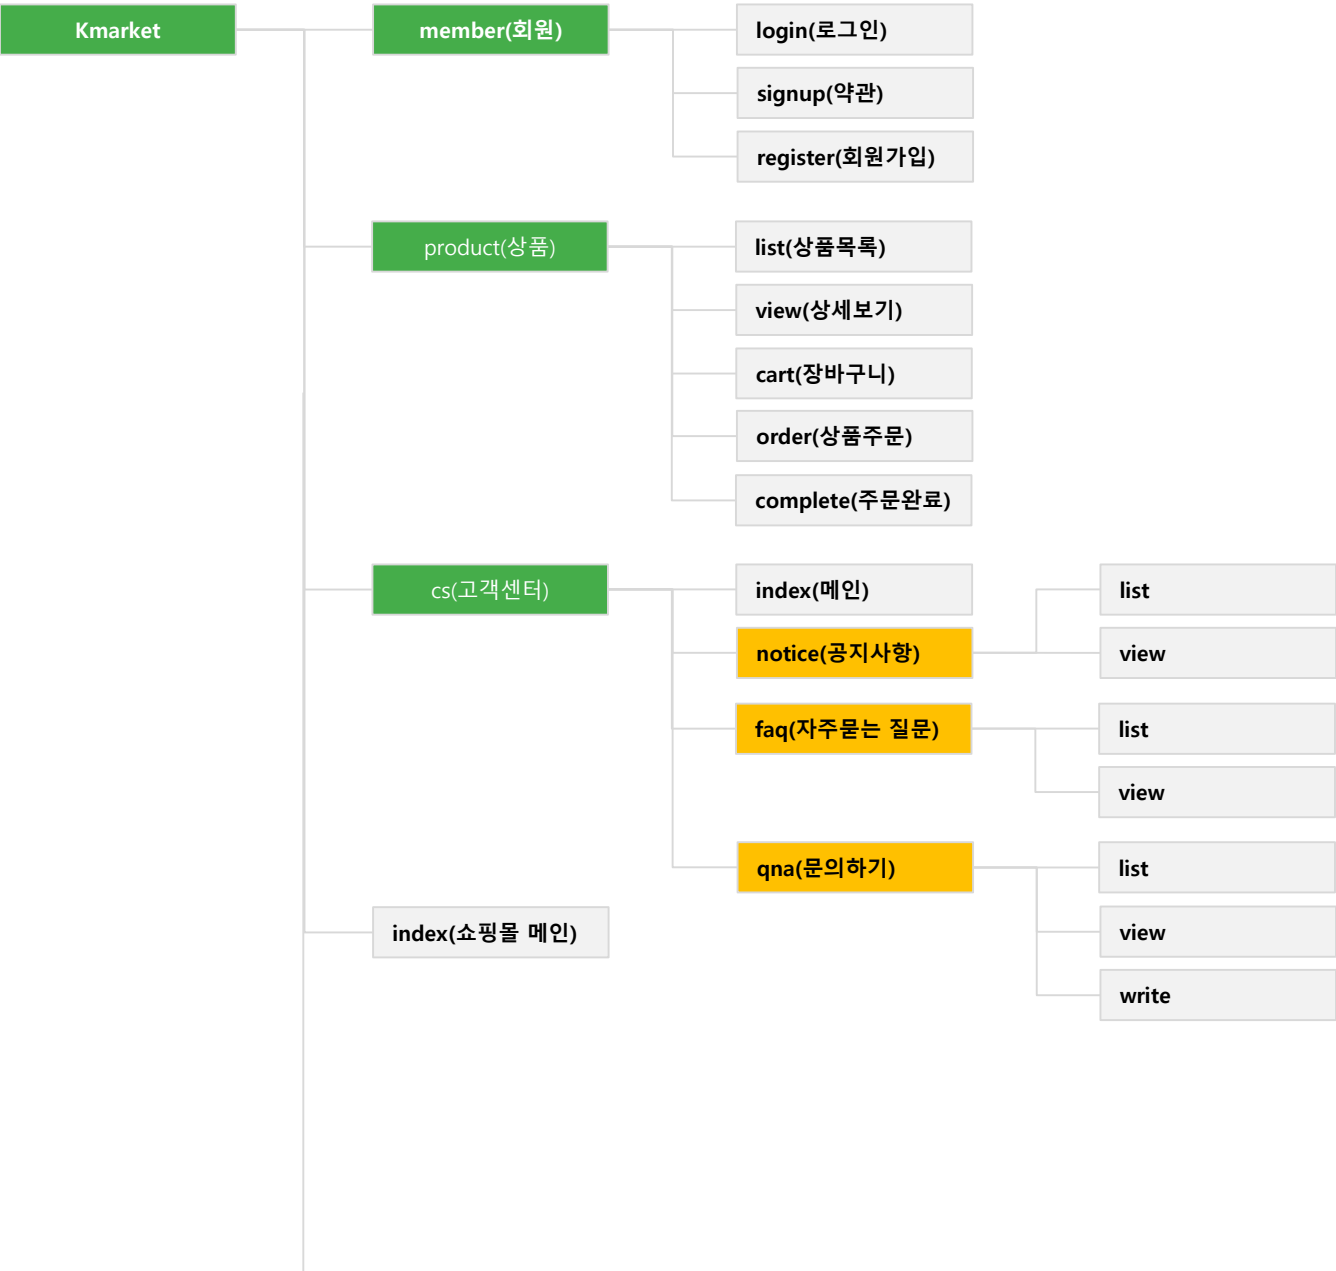 Kmarket
member(회원)
login(로그인)
signup(약관)
register(회원가입)
product(상품)
list(상품목록)
view(상세보기)
cart(장바구니)
order(상품주문)
complete(주문완료)
cs(고객센터)
index(메인)
notice(공지사항)
list
view
faq(자주묻는 질문)
list
view
qna(문의하기)
list
view
write
index(쇼핑몰 메인)